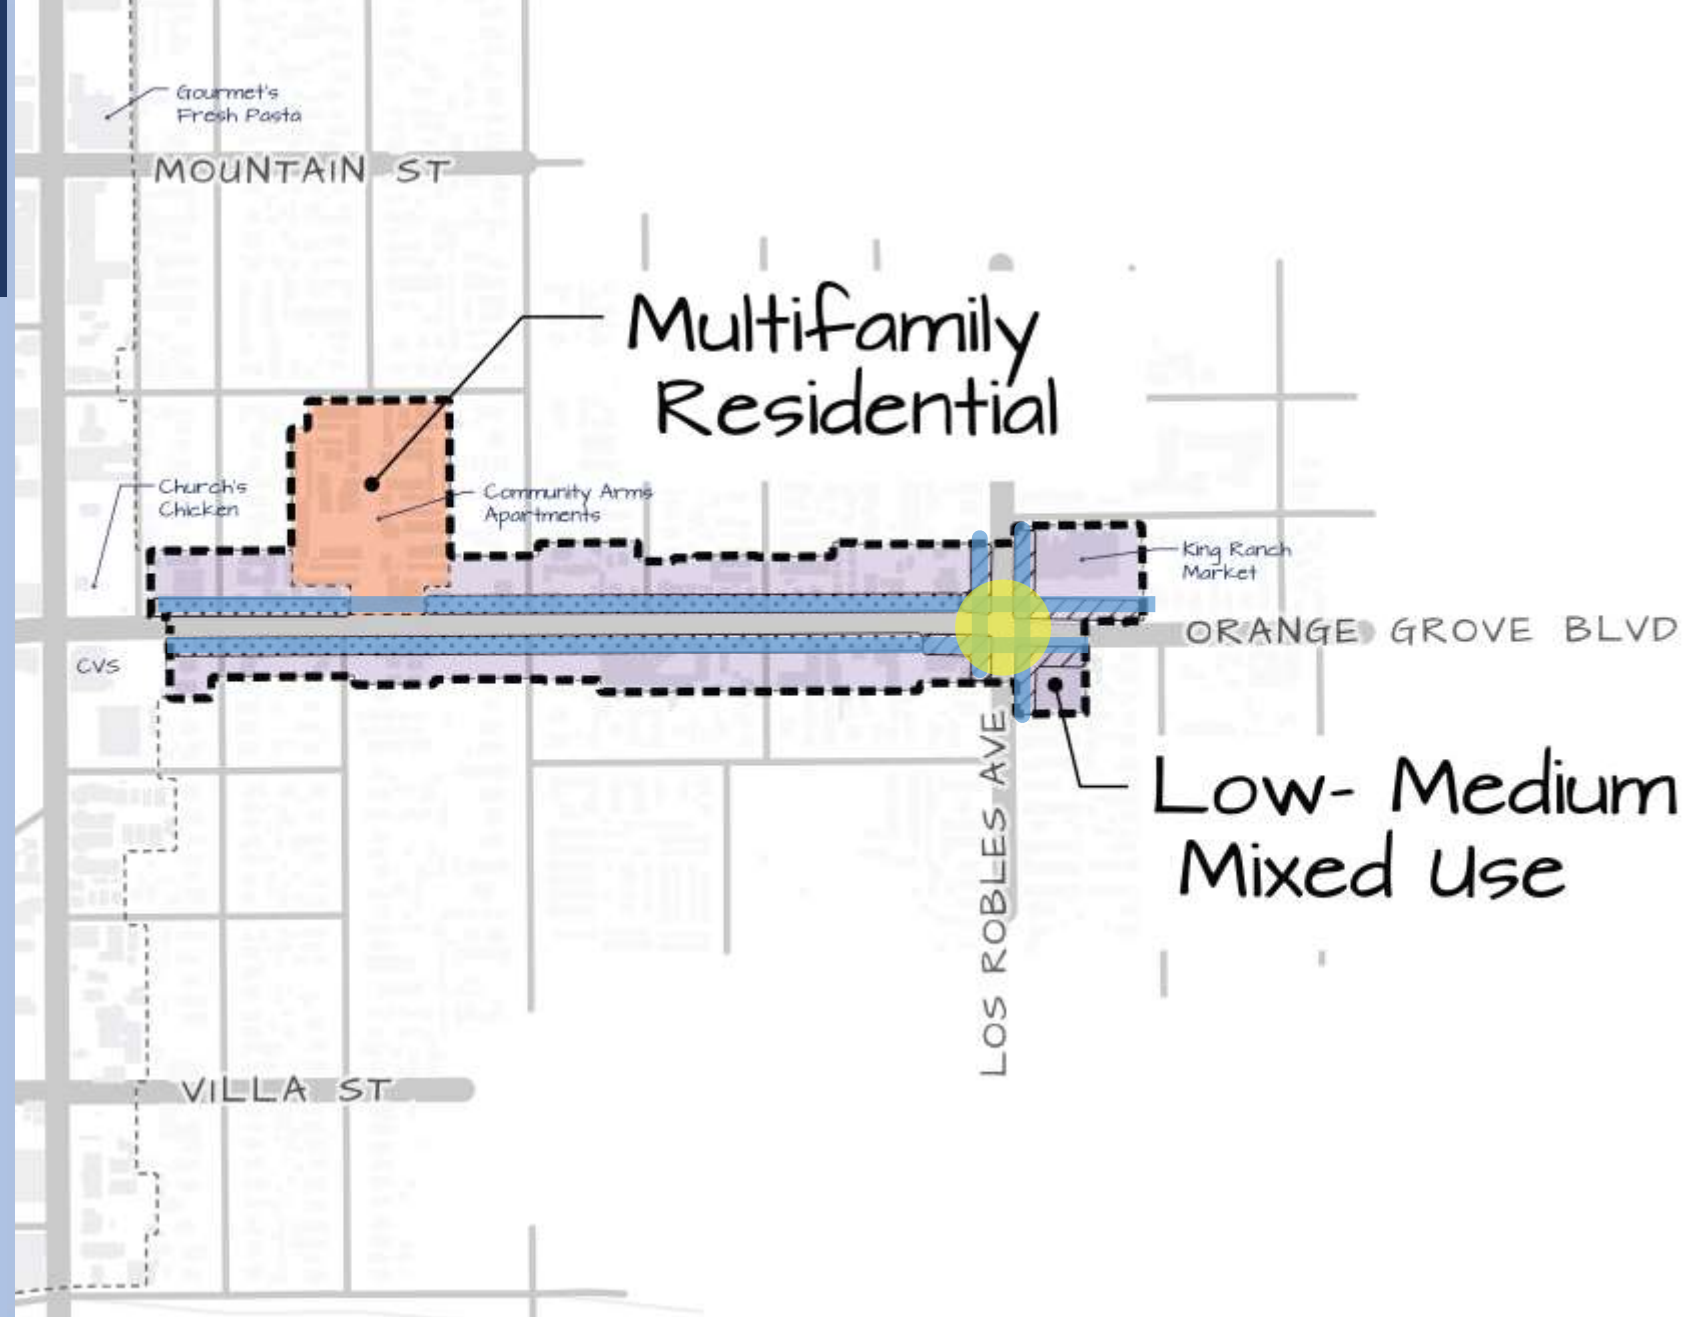 Gourmet's
Fresh Pasta
MOUNTAIN ST
Multifamily
Residential
Church's
Chicken
Community Arms
Apartments
King Ranch
Market
ORANGE GROVE BLVD
CVS
LOS ROBLES AVE
Low- Medium
Mixed Use
VILLA ST